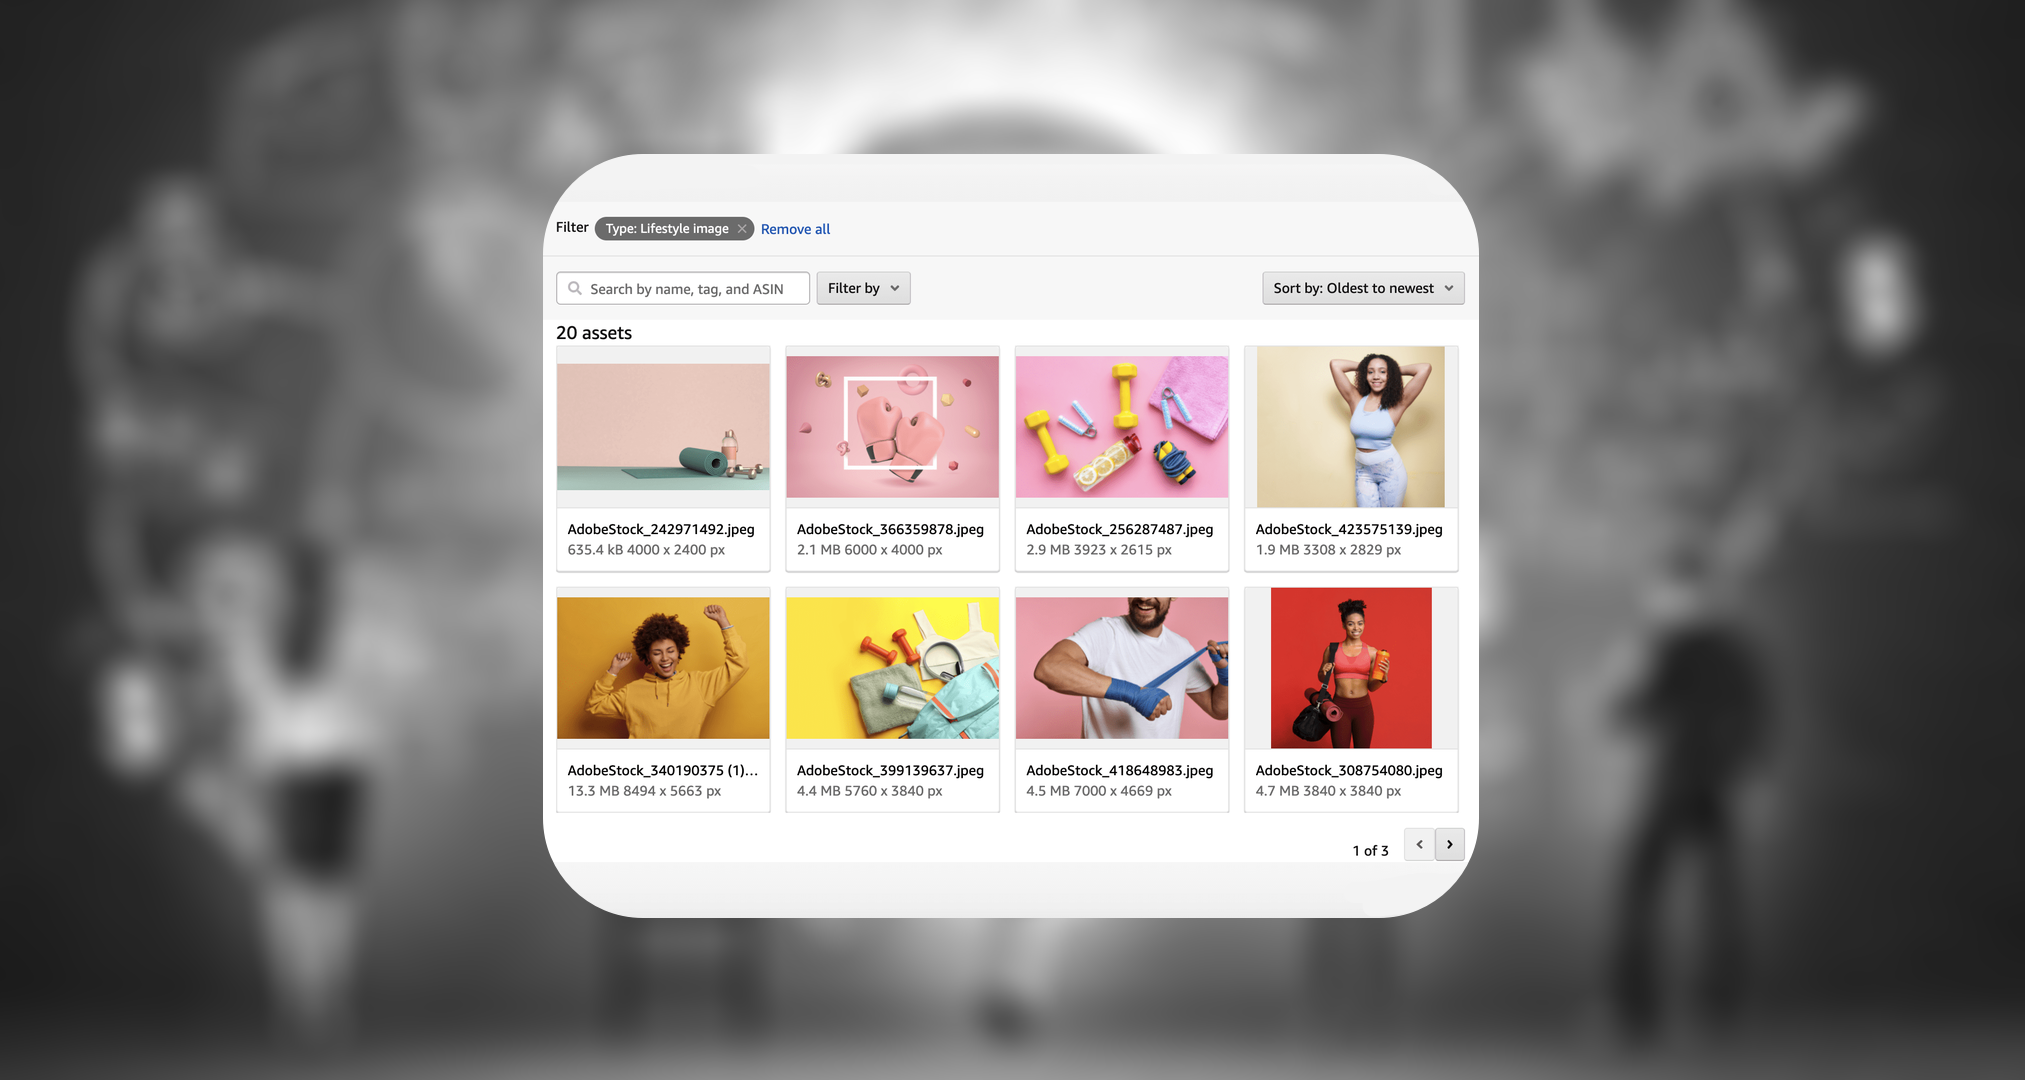 Filter Type: Lifestyle image Remove all
Search by name, tag, and ASIN Filter by Sort by: Oldest to newest
20 assets
AdobeStock_242971492.jpeg AdobeStock_366359878.jpeg AdobeStock_256287487.jpeg AdobeStock_423575139.jpeg
635.4 kB 4000 x 2400 px 2.1 MB 6000 x 4000 px 2.9 MB 3923 x 2615 px 1.9 MB 3308 x 2829 px
AdobeStock_340190375 (1)... AdobeStock_399139637.jpeg AdobeStock_418648983.jpeg AdobeStock_308754080.jpeg
13.3 MB 8494 x 5663 px 4.4 MB 5760 x 3840 px 4.5 MB 7000 x 4669 px 4.7 MB 3840 x 3840 px
1 of 3